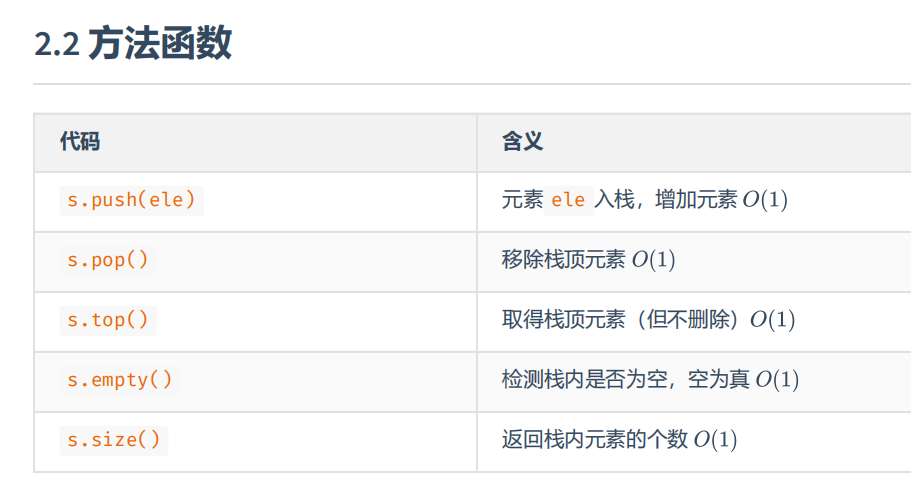 2.2 方法函数
代码 含义
s.push(ele) 元素 ele 入栈，增加元素 O(1)
s.pop() 移除栈顶元素 O(1)
s.top() 取得栈顶元素（但不删除）O(1)
s.empty() 检测栈内是否为空，空为真 O(1)
s.size() 返回栈内元素的个数 O(1)